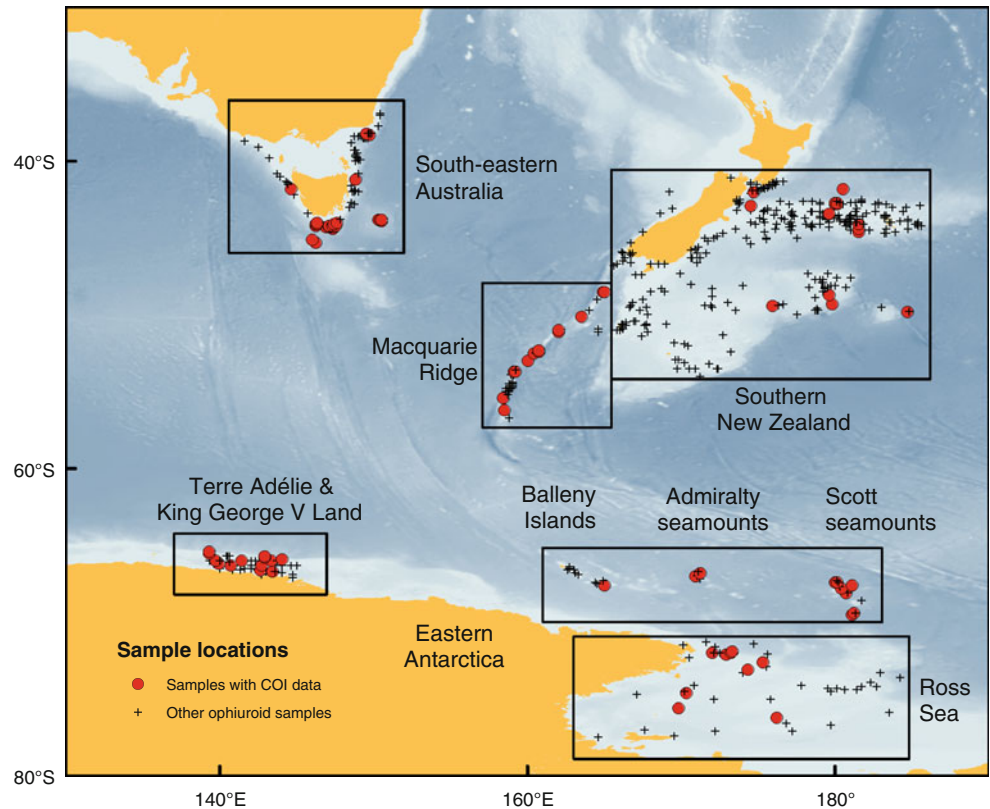 40°S
60°S
80°S
South-eastern
Australia
Macquarie
Ridge
Southern
New Zealand
Terre Adélie &
King George V Land
Balleny
Islands
Admiralty
seamounts
Scott
seamounts
Eastern
Antarctica
Ross
Sea
Sample locations
Samples with COI data
Other ophiuroid samples
140°E
160°E
180°